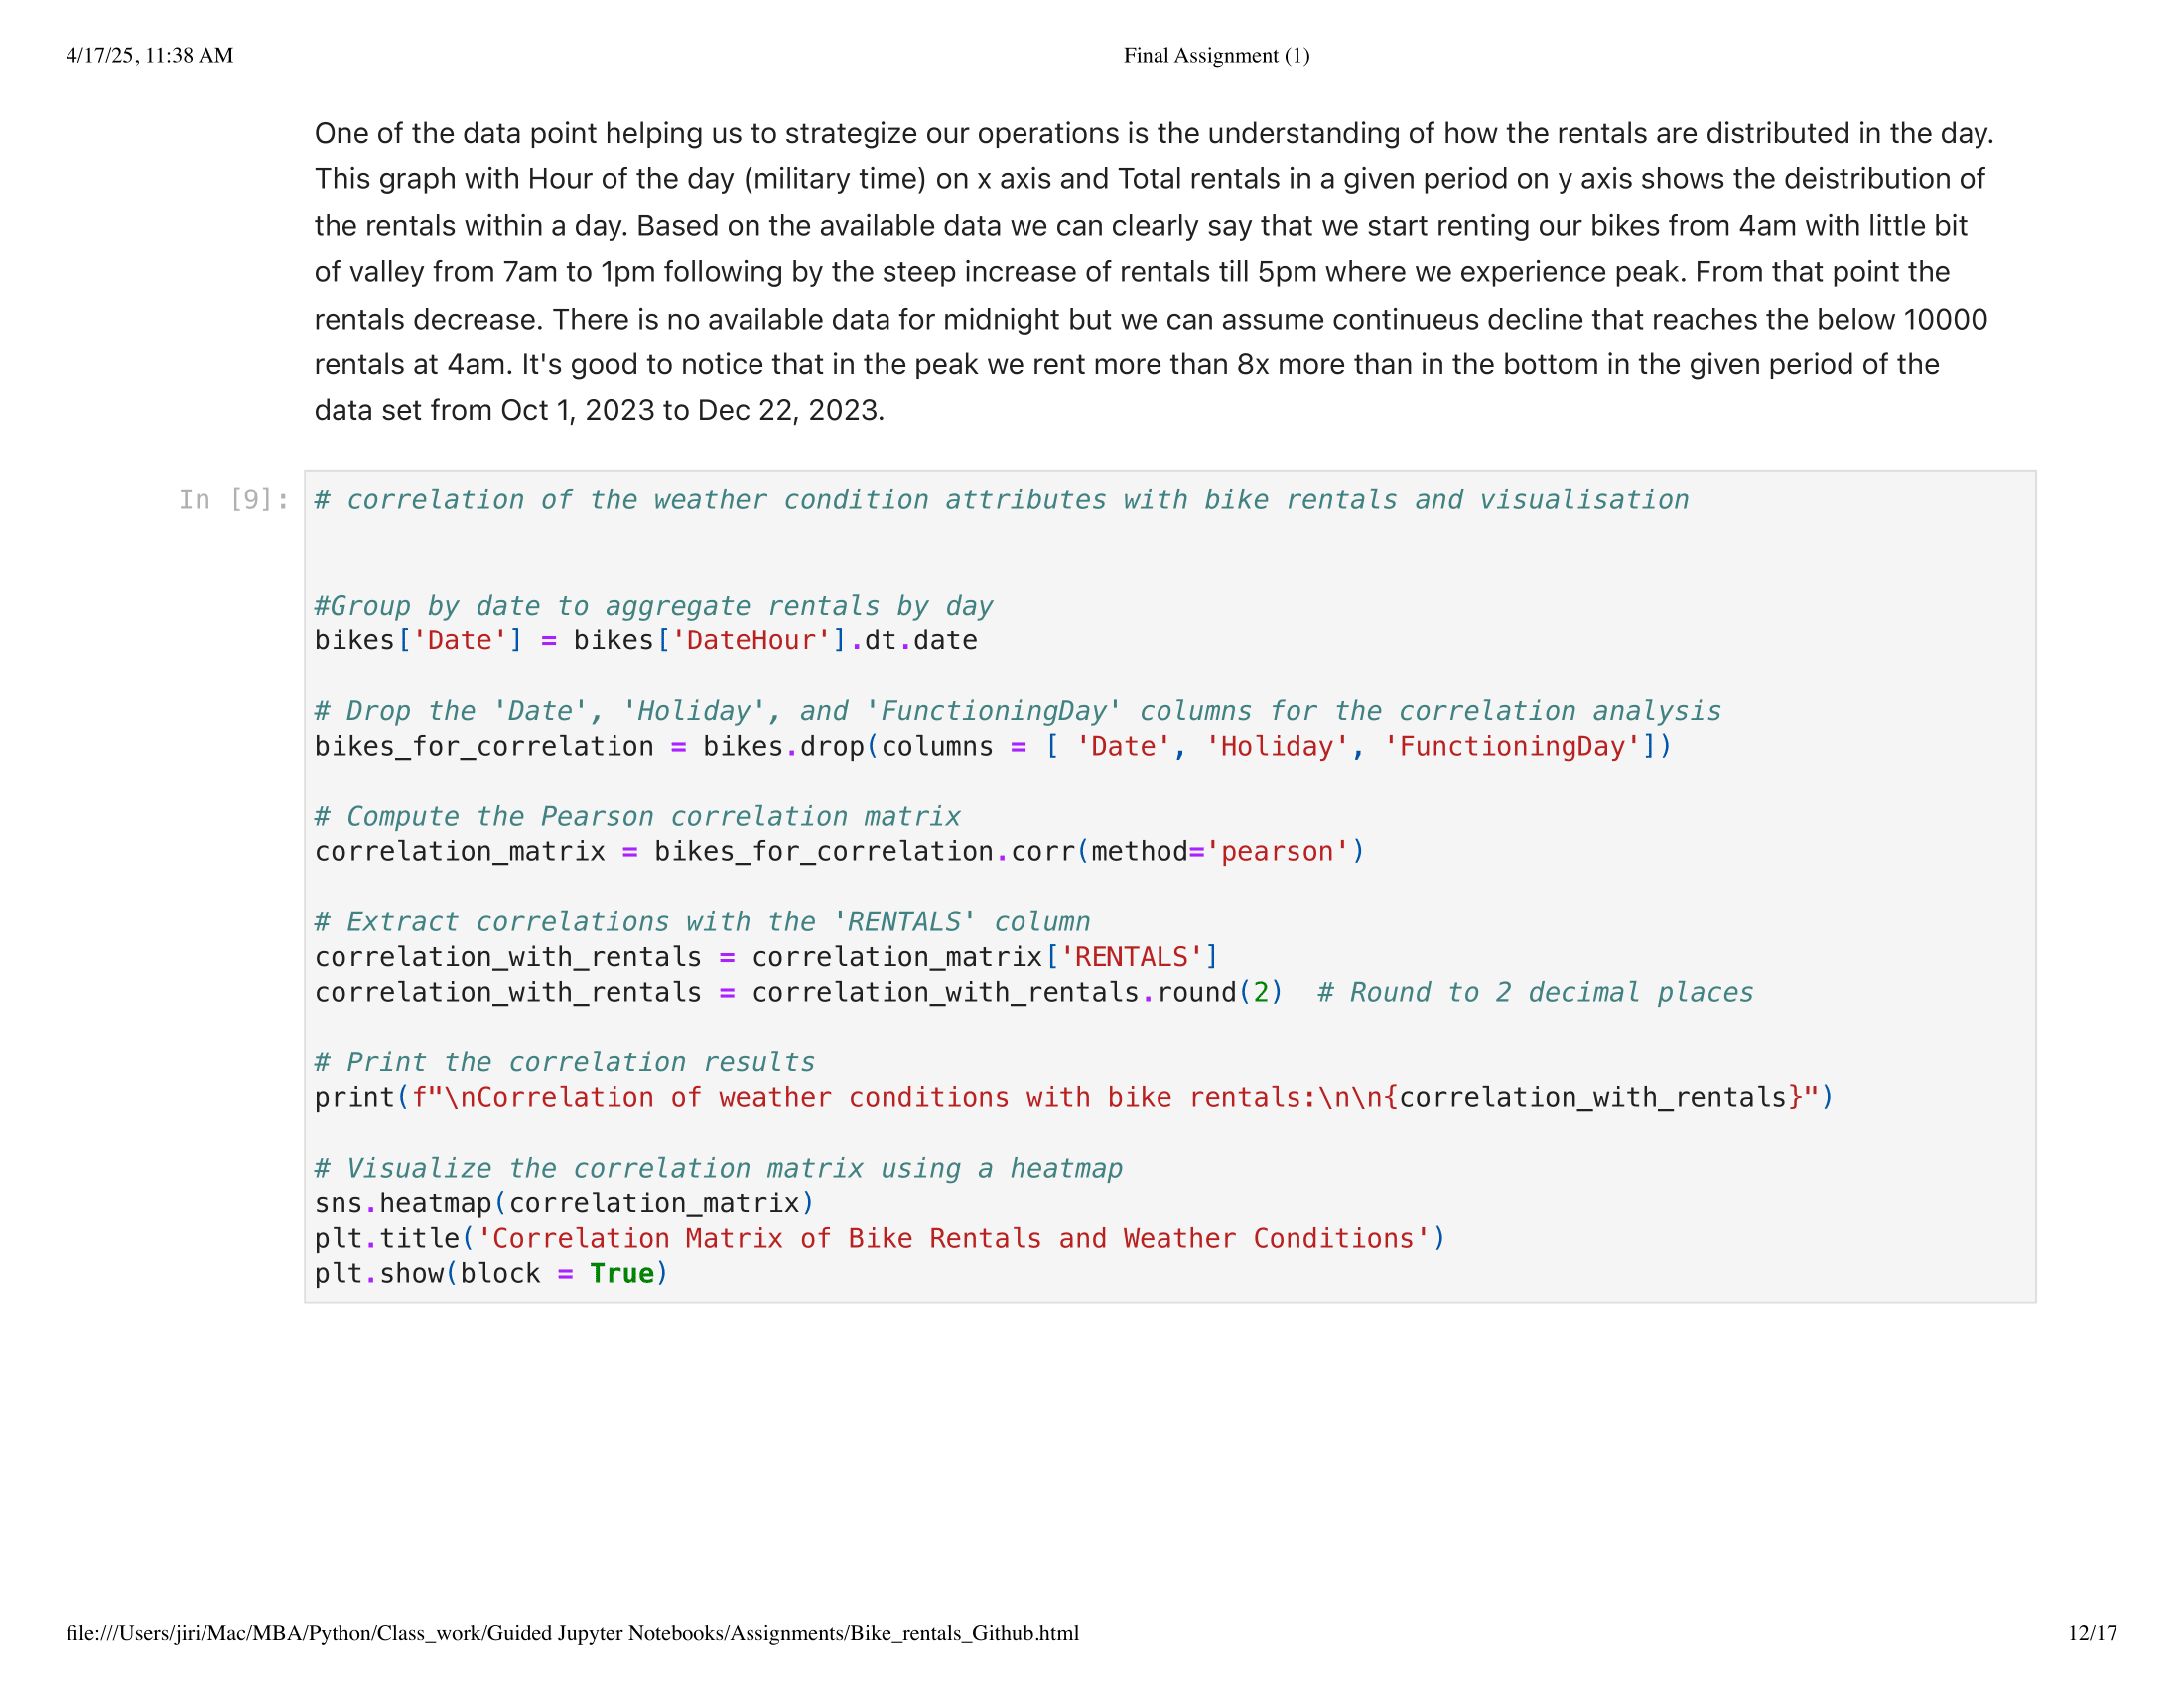 4/17/25, 11:38 AM
Final Assignment (1)
One of the data point helping us to strategize our operations is the understanding of how the rentals are distributed in the day.
This graph with Hour of the day (military time) on x axis and Total rentals in a given period on y axis shows the deistribution of
the rentals within a day. Based on the available data we can clearly say that we start renting our bikes from 4am with little bit
of valley from 7am to 1pm following by the steep increase of rentals till 5pm where we experience peak. From that point the
rentals decrease. There is no available data for midnight but we can assume continueus decline that reaches the below 10000
rentals at 4am. It's good to notice that in the peak we rent more than 8x more than in the bottom in the given period of the
data set from Oct 1, 2023 to Dec 22, 2023.
In [9]:
# correlation of the weather condition attributes with bike rentals and visualisation
#Group by date to aggregate rentals by day
bikes['Date'] = bikes['DateHour'].dt.date
# Drop the 'Date', 'Holiday', and 'FunctioningDay' columns for the correlation analysis
bikes_for_correlation = bikes.drop(columns = [ 'Date', 'Holiday', 'FunctioningDay'])
# Compute the Pearson correlation matrix
correlation_matrix = bikes_for_correlation.corr(method='pearson')
# Extract correlations with the 'RENTALS' column
correlation_with_rentals = correlation_matrix['RENTALS']
correlation_with_rentals = correlation_with_rentals.round(2)  # Round to 2 decimal places
# Print the correlation results
print(f"\nCorrelation of weather conditions with bike rentals:\n\n{correlation_with_rentals}")
# Visualize the correlation matrix using a heatmap
sns.heatmap(correlation_matrix)
plt.title('Correlation Matrix of Bike Rentals and Weather Conditions')
plt.show(block = True)
file:///Users/jiri/Mac/MBA/Python/Class_work/Guided Jupyter Notebooks/Assignments/Bike_rentals_Github.html
12/17